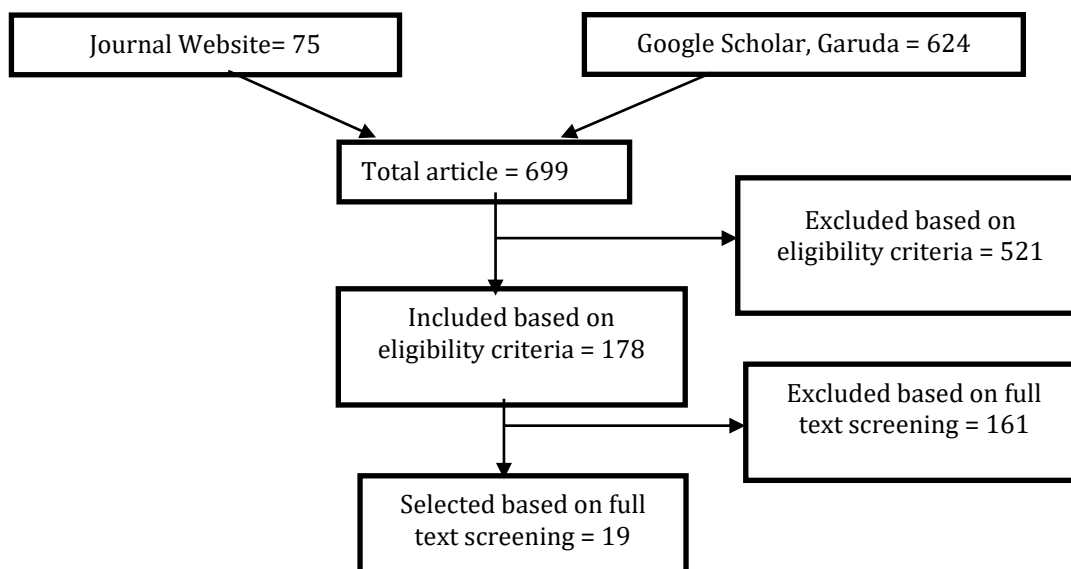 Journal Website= 75
Google Scholar, Garuda = 624
Total article = 699
Excluded based on
eligibility criteria = 521
Included based on
eligibility criteria = 178
Excluded based on full
text screening = 161
Selected based on full
text screening = 19